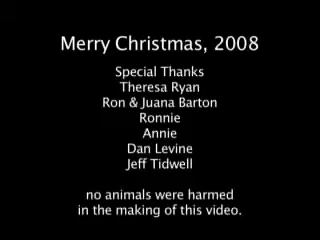 Merry Christmas, 2008
Special Thanks
Theresa Ryan
Ron & Juana Barton
Ronnie
Annie
Dan Levine
Jeff Tidwell
no animals were harmed
in the making of this video.